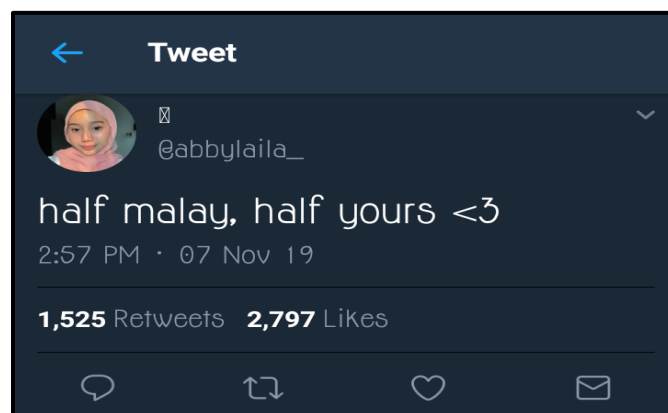 Tweet
@abbylaila_
half malay, half yours <3
2:57 PM · 07 Nov 19
1,525 Retweets 2,797 Likes